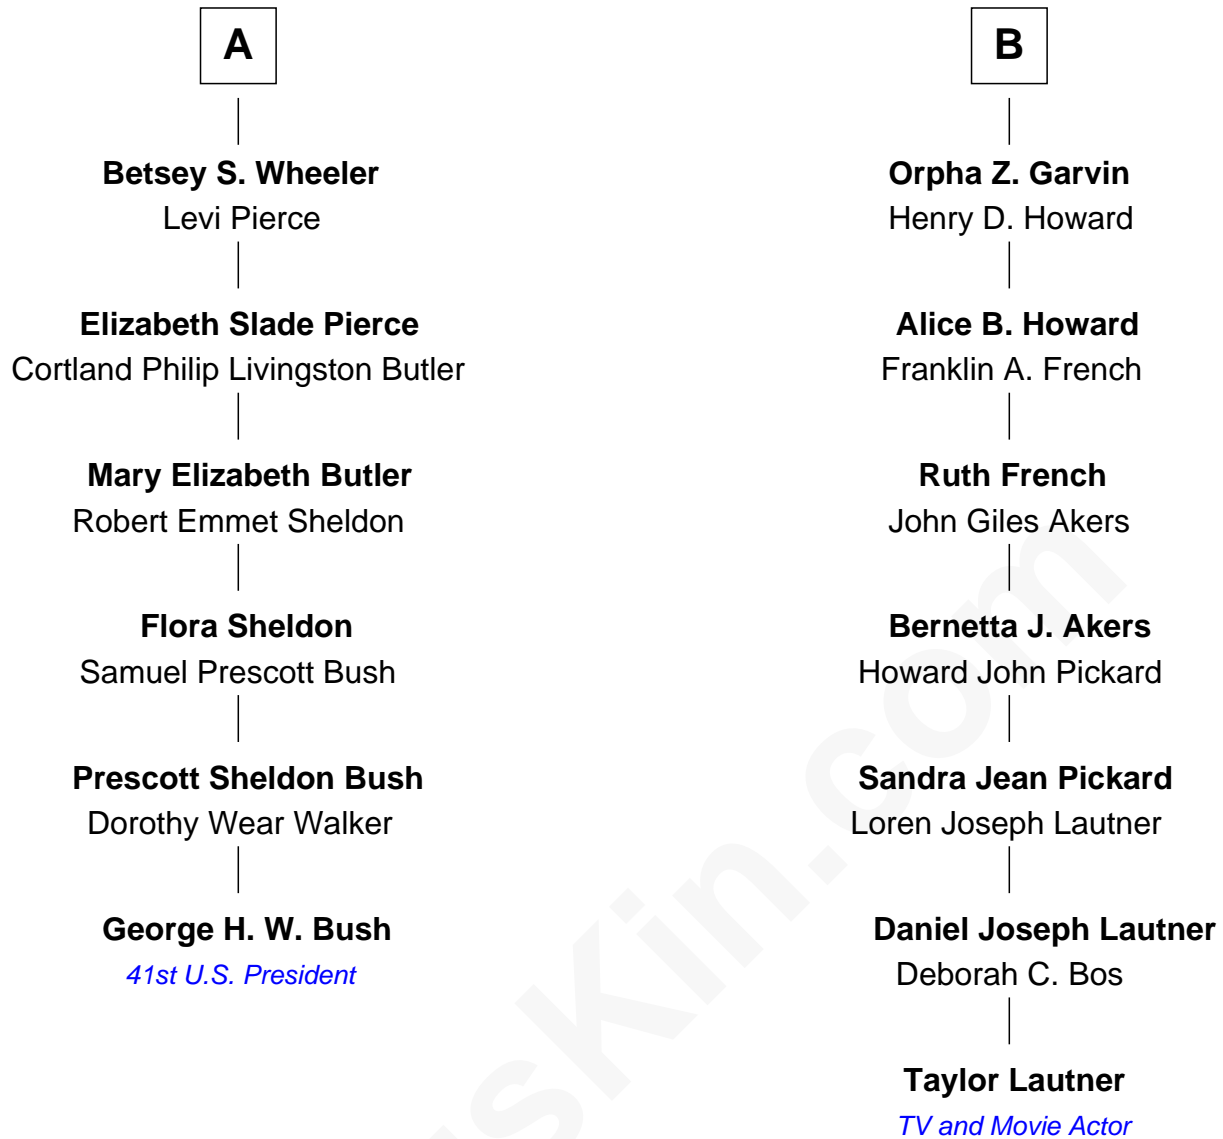 A
Betsey S. Wheeler
Levi Pierce
Elizabeth Slade Pierce
Cortland Philip Livingston Butler
Mary Elizabeth Butler
Robert Emmet Sheldon
Flora Sheldon
Samuel Prescott Bush
Prescott Sheldon Bush
Dorothy Wear Walker
George H. W. Bush
41st U.S. President
B
Orpha Z. Garvin
Henry D. Howard
Alice B. Howard
Franklin A. French
Ruth French
John Giles Akers
Bernetta J. Akers
Howard John Pickard
Sandra Jean Pickard
Loren Joseph Lautner
Daniel Joseph Lautner
Deborah C. Bos
Taylor Lautner
TV and Movie Actor